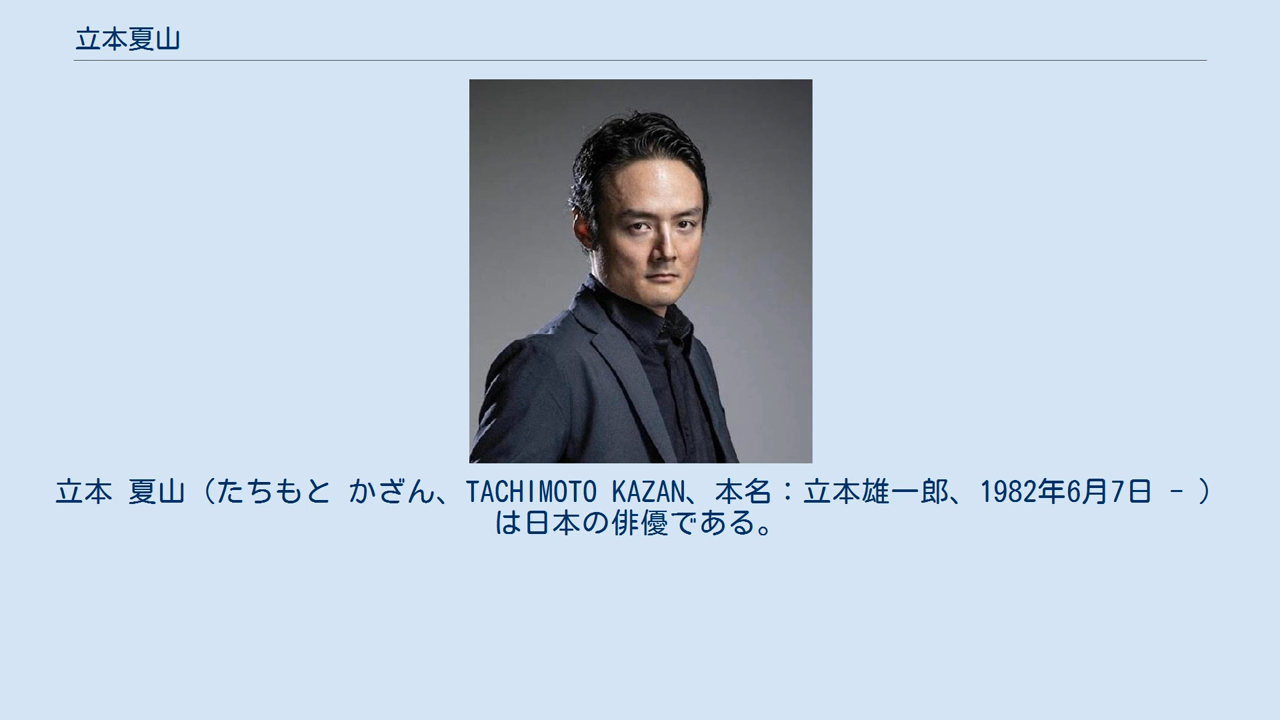 立本夏山
立本 夏山（たちもと かざん、TACHIMOTO KAZAN、本名：立本雄一郎、1982年6月7日 - ）
は日本の俳優である。